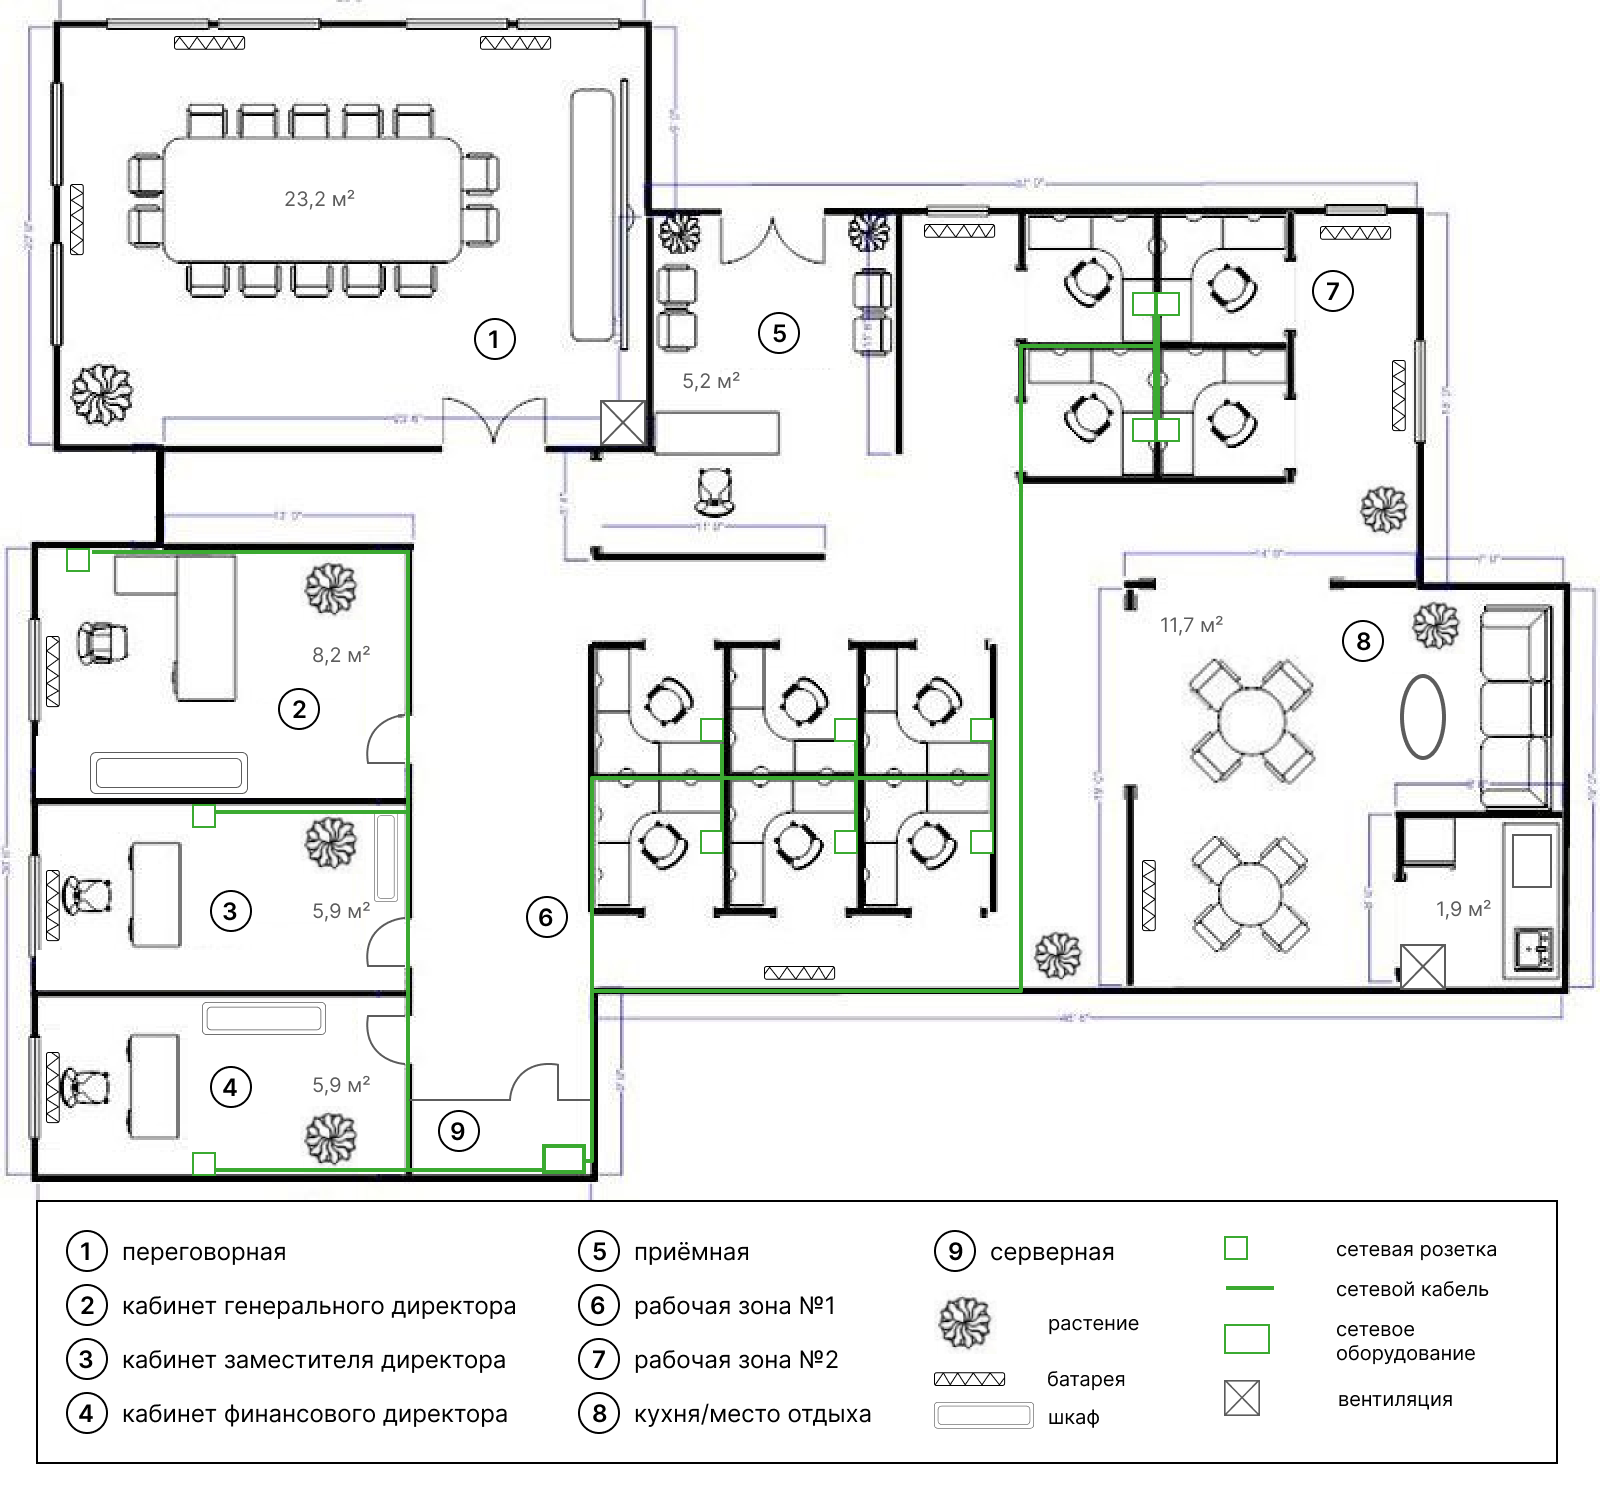 23,2 м²
1
5
5,2 м²
7
8,2 м²
2
11,7 м²
8
3
5,9 м²
6
1,9 м²
4
5,9 м²
9
1 переговорная
2 кабинет генерального директора
3 кабинет заместителя директора
4 кабинет финансового директора
5 приёмная
6 рабочая зона №1
7 рабочая зона №2
8 кухня/место отдыха
9 серверная
растение
батарея
шкаф
сетевая розетка
сетевой кабель
сетевое
оборудование
вентиляция